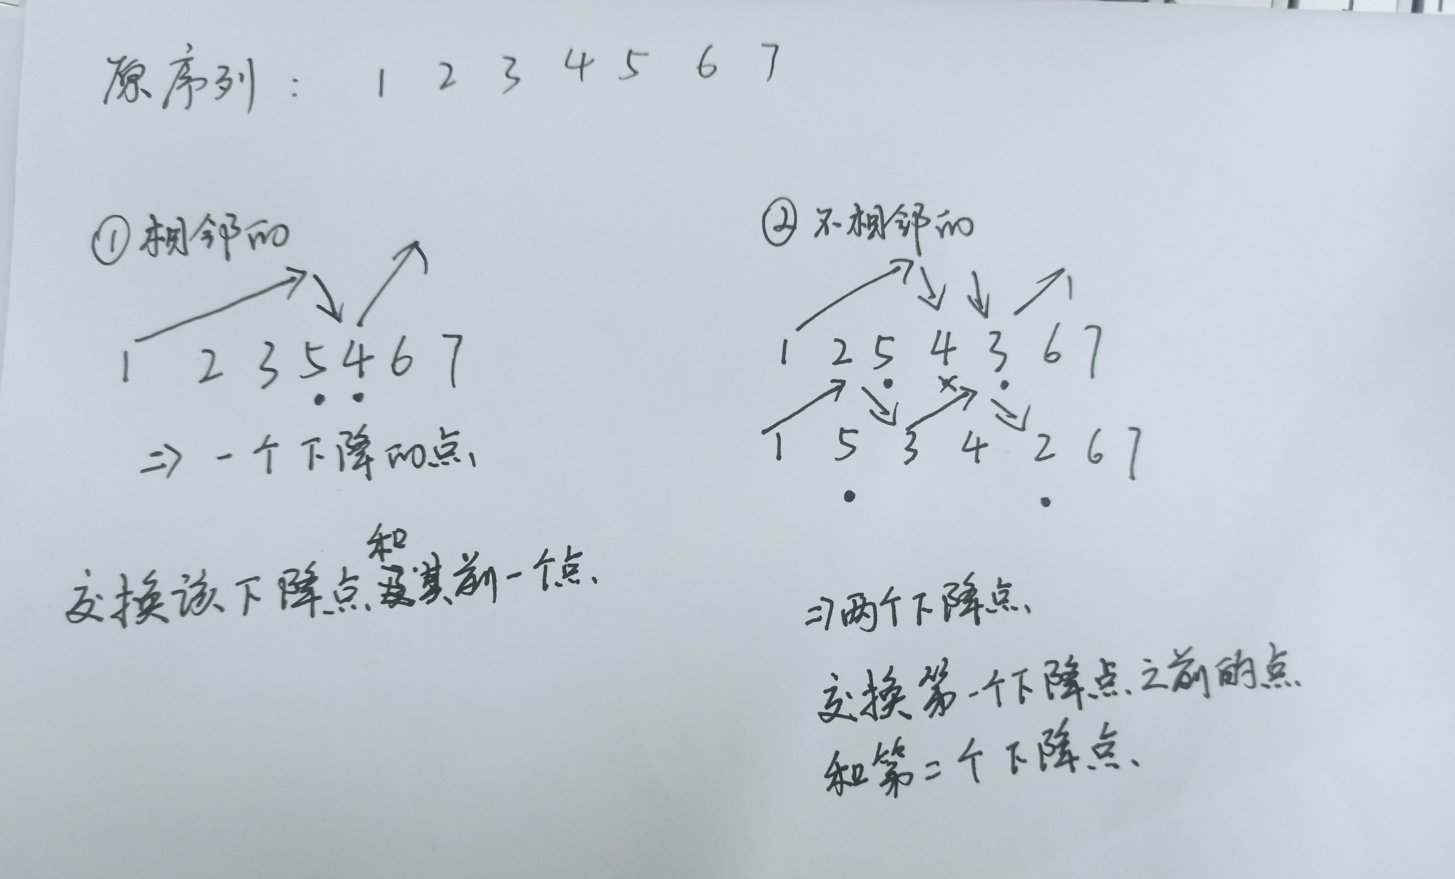 原序列： 1 2 3 4 5 6 7
①相邻的
1 2 3 5 4 6 7
⇒ 一个下降的点
交换该下降点和其前一个点
②不相邻的
1 2 5 4 3 6 7
1 5 3 4 2 6 7
⇒两个下降点
交换第一个下降点之前的点
和第二个下降点